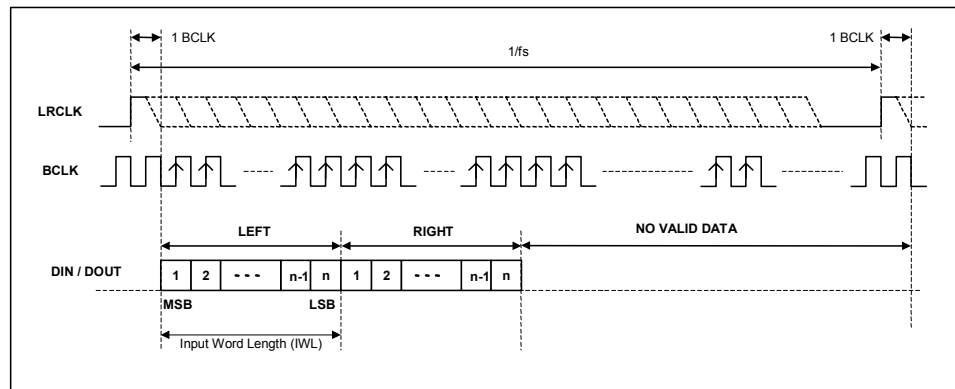 1 BCLK
1 BCLK
1/fs
LRCLK
BCLK
LEFT
RIGHT
NO VALID DATA
DIN / DOUT
1 2 n-1 n 1 2 n-1 n
MSB
LSB
Input Word Length (IWL)